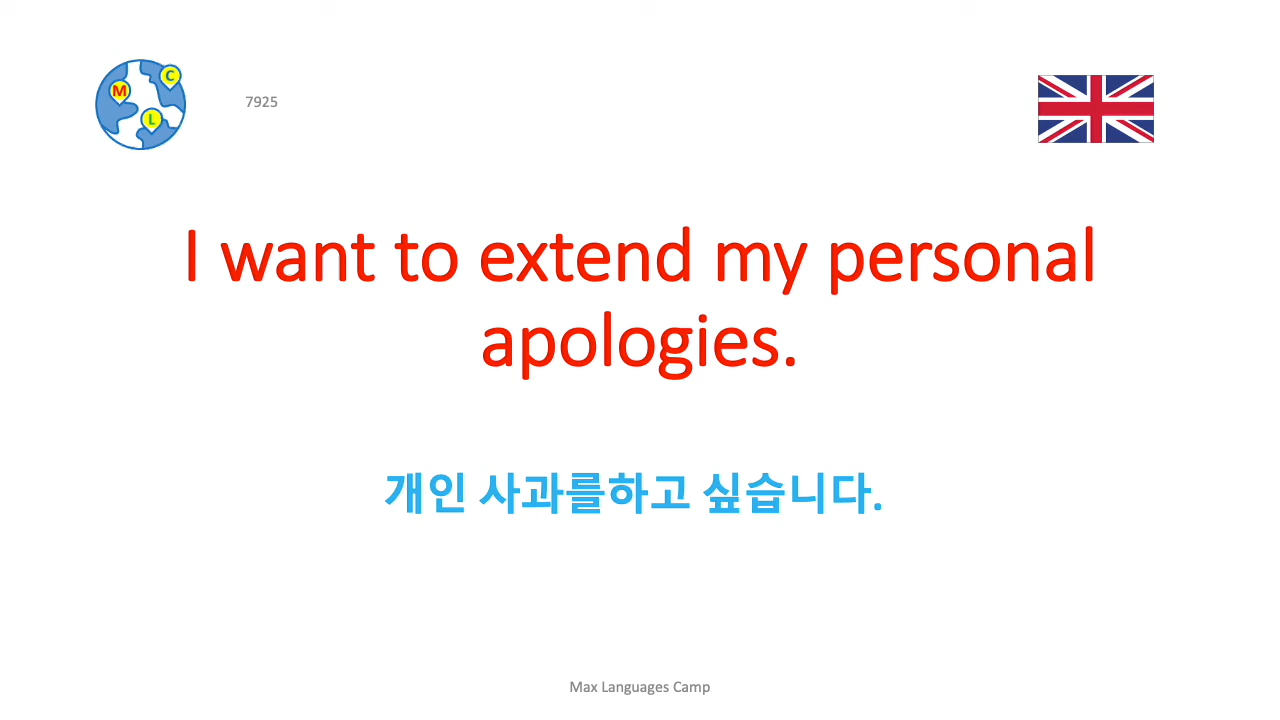 C
M
L
7925
I want to extend my personal
apologies.
개인 사과를하고 싶습니다.
Max Languages Camp